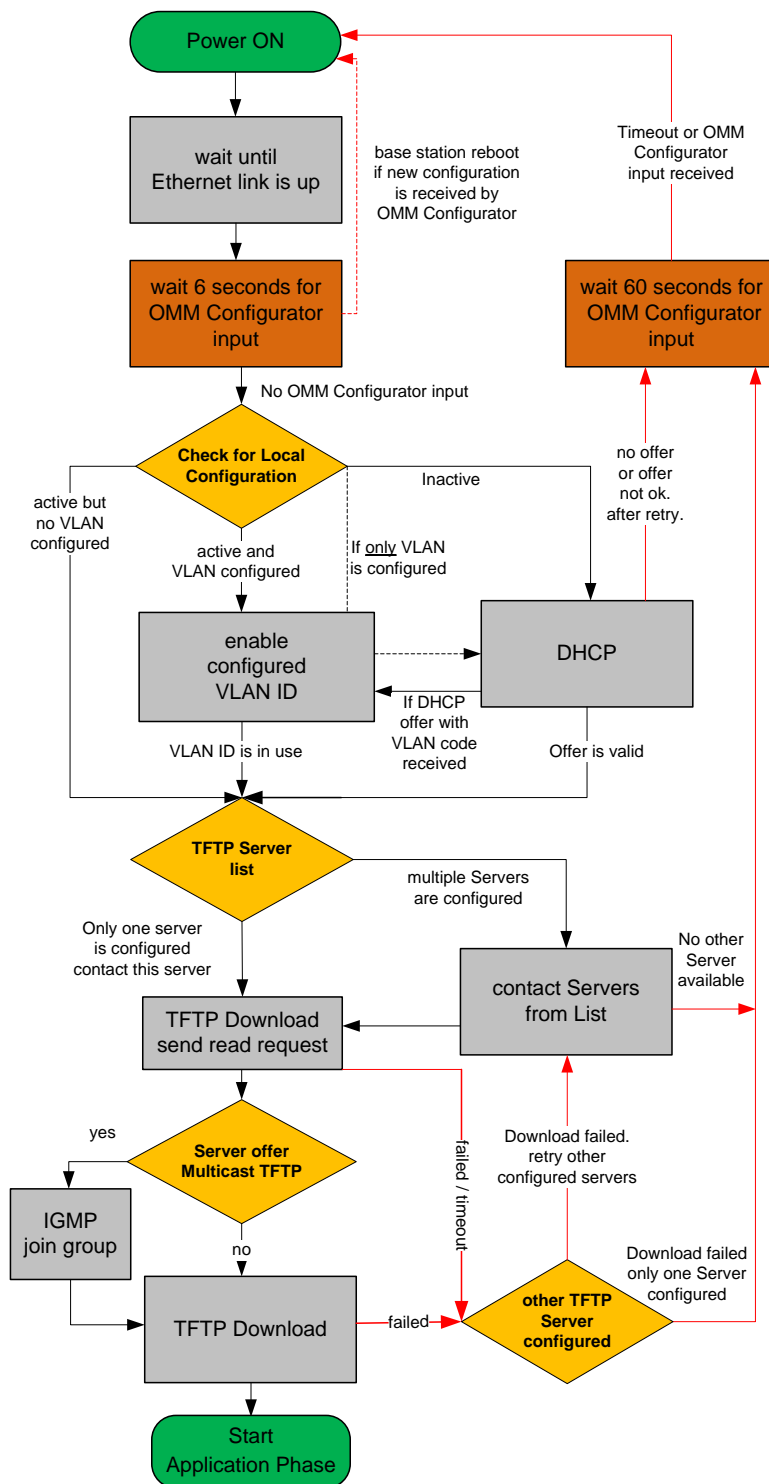 Power ON
wait until
Ethernet link is up
base station reboot
if new configuration
is received by
OMM Configurator
Timeout or OMM
Configurator
input received
wait 6 seconds for
OMM Configurator
input
wait 60 seconds for
OMM Configurator
input
No OMM Configurator input
Check for Local
Configuration
no offer
or offer
not ok.
after retry.
Inactive
active but
no VLAN
configured
active and
VLAN configured
If only VLAN
is configured
enable
configured
VLAN ID
DHCP
If DHCP
offer with
VLAN code
received
VLAN ID is in use
Offer is valid
TFTP Server
list
multiple Servers
are configured
Only one server
is configured
contact this server
No other
Server
available
contact Servers
from List
TFTP Download
send read request
yes
Server offer
Multicast TFTP
failed / timeout
Download failed.
retry other
configured servers
IGMP
join group
no
Download failed
only one Server
configured
TFTP Download
failed
other TFTP
Server
configured
Start
Application Phase